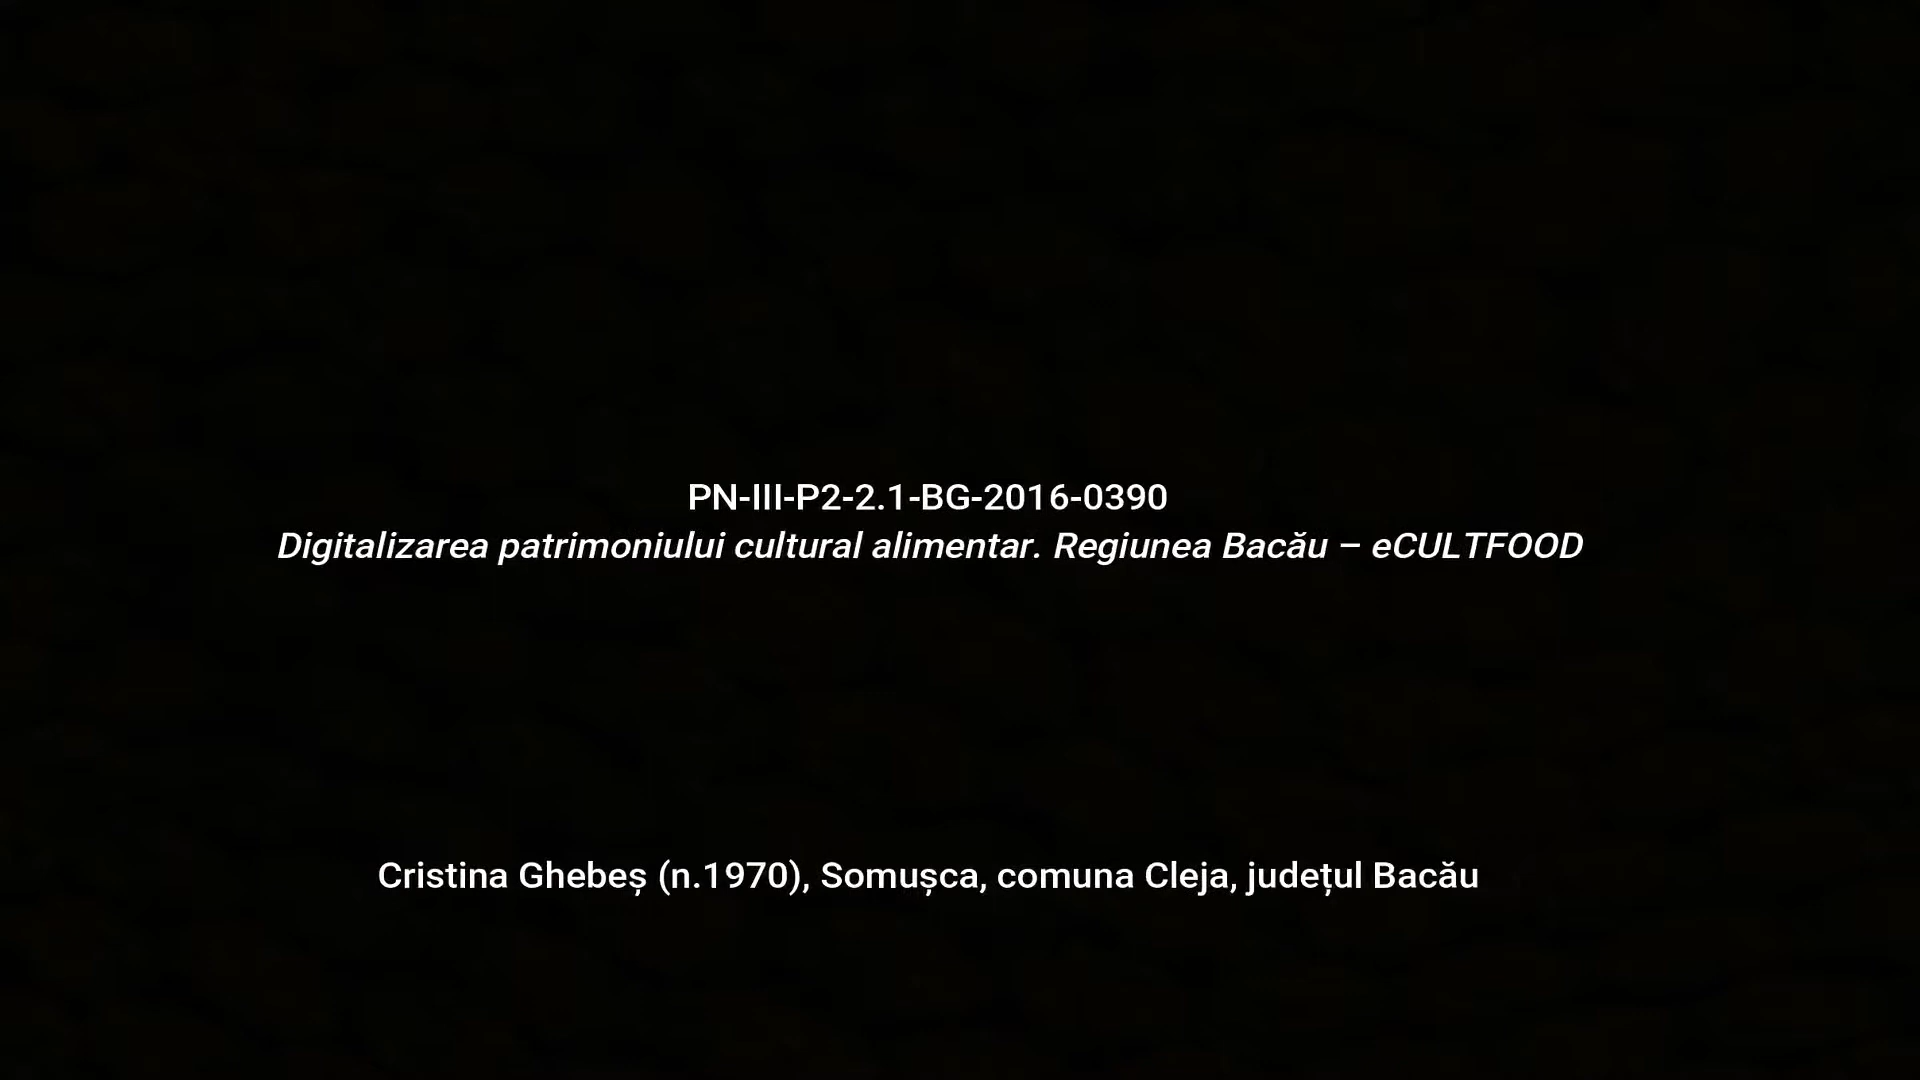 PN-III-P2-2.1-BG-2016-0390
Digitalizarea patrimoniului cultural alimentar. Regiunea Bacău – eCULTFOOD
Cristina Ghebeș (n.1970), Somușca, comuna Cleja, județul Bacău